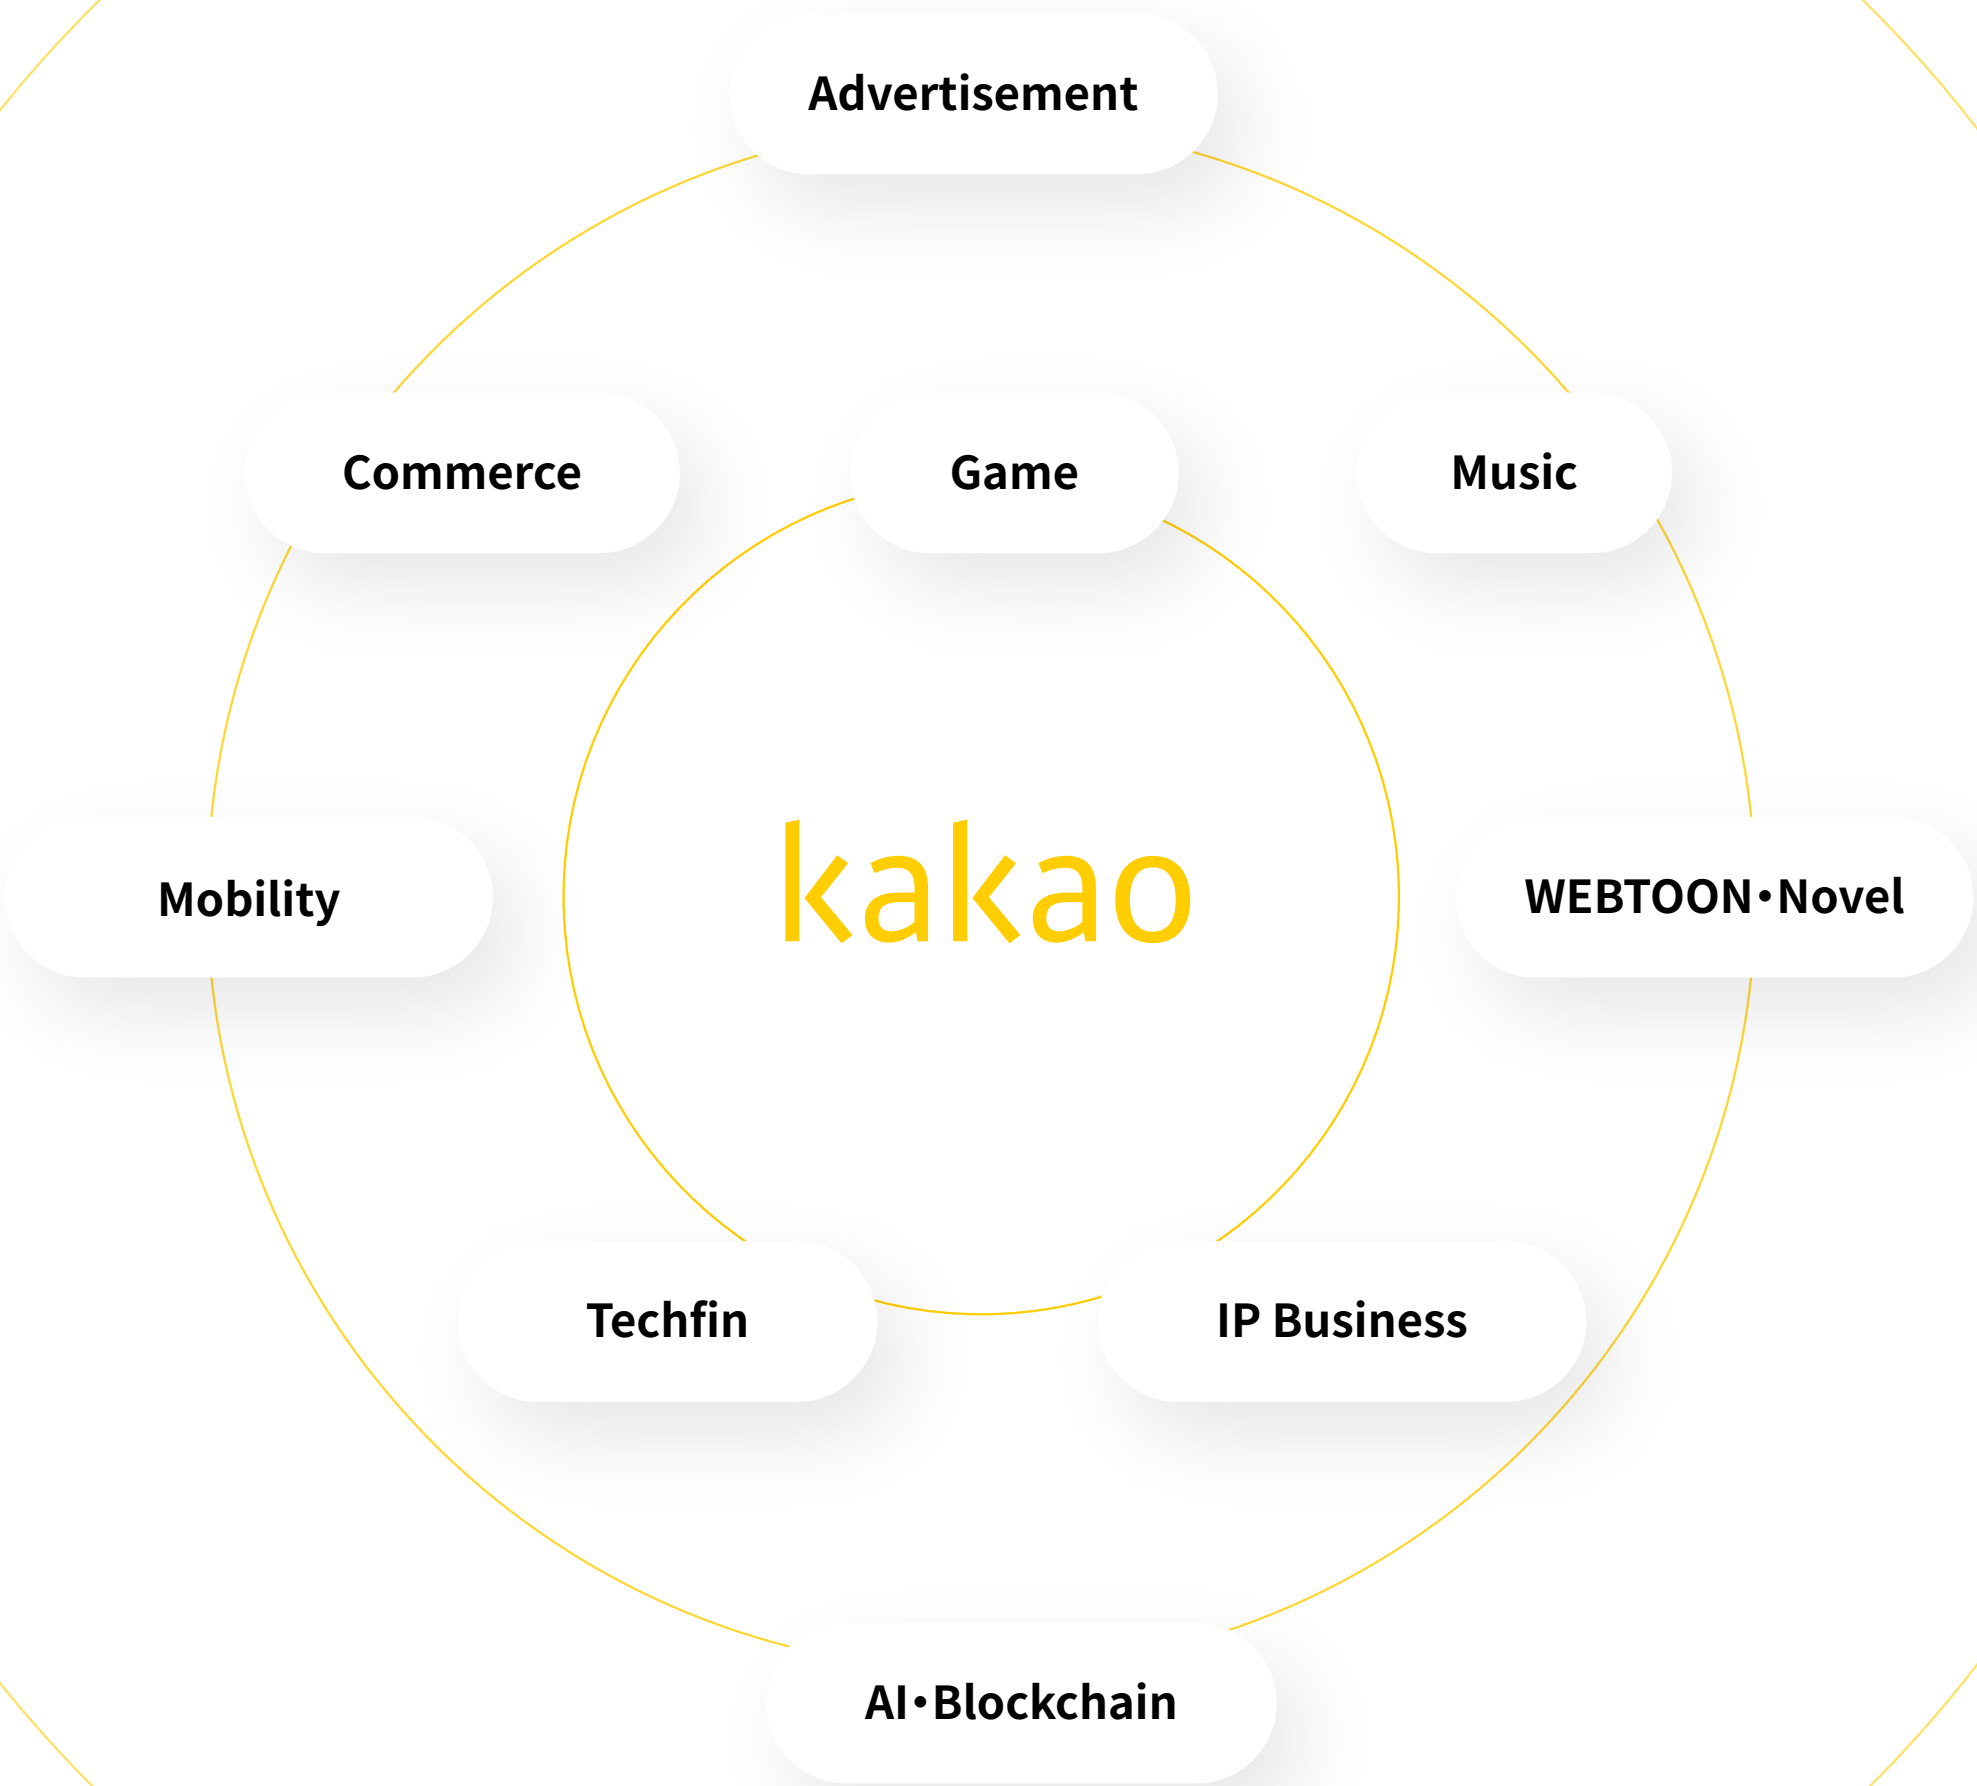 Advertisement
Commerce
Game
Music
Mobility
kakao
WEBTOON•Novel
Techfin
IP Business
AI•Blockchain